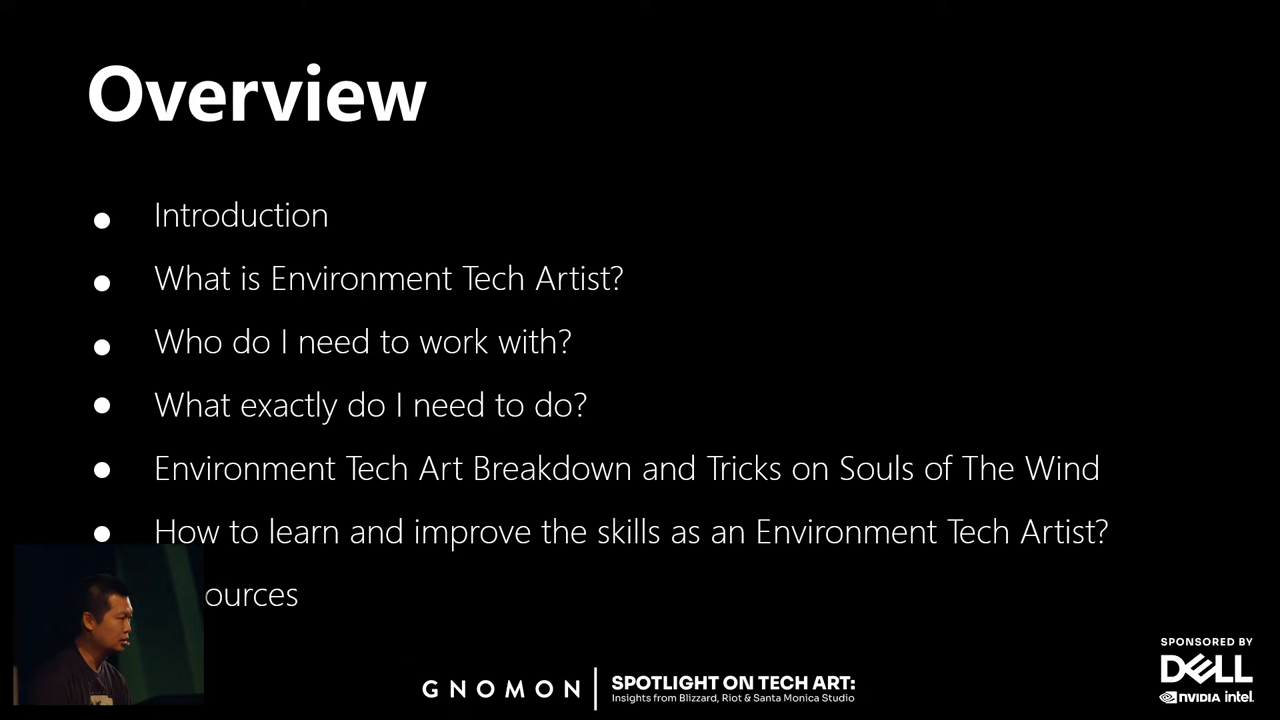 Overview
Introduction
What is Environment Tech Artist?
Who do I need to work with?
What exactly do I need to do?
Environment Tech Art Breakdown and Tricks on Souls of The Wind
How to learn and improve the skills as an Environment Tech Artist?
ources
GNOMON
SPOTLIGHT ON TECH ART:
Insights from Blizzard, Riot & Santa Monica Studio
SPONSORED BY
DELL
NVIDIA intel.